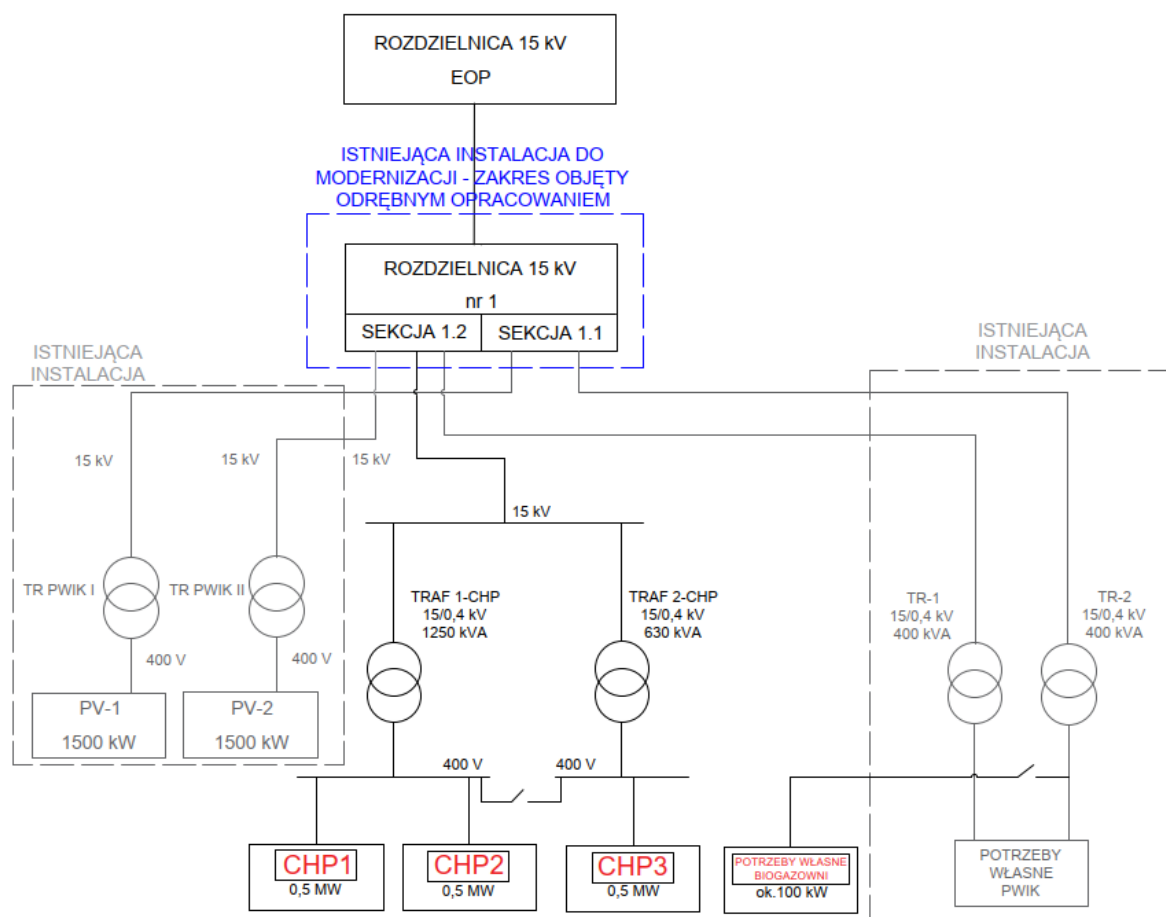 ROZDZIELNICA 15 kV
EOP
ISTNIEJĄCA INSTALACJA DO
MODERNIZACJI - ZAKRES OBJĘTY
ODRĘBNYM OPRACOWANIEM
ROZDZIELNICA 15 kV
nr 1
SEKCJA 1.2
SEKCJA 1.1
ISTNIEJĄCA
INSTALACJA
ISTNIEJĄCA
INSTALACJA
15 kV
15 kV
15 kV
15 kV
TR PWIK I
TR PWIK II
TRAF 1-CHP
15/0,4 kV
1250 kVA
TRAF 2-CHP
15/0,4 kV
630 kVA
TR-1
15/0,4 kV
400 kVA
TR-2
15/0,4 kV
400 kVA
400 V
400 V
PV-1
1500 kW
PV-2
1500 kW
400 V
400 V
CHP1
0,5 MW
CHP2
0,5 MW
CHP3
0,5 MW
POTRZEBY WŁASNE
BIOGAZOWNI
ok.100 kW
POTRZEBY
WŁASNE
PWIK